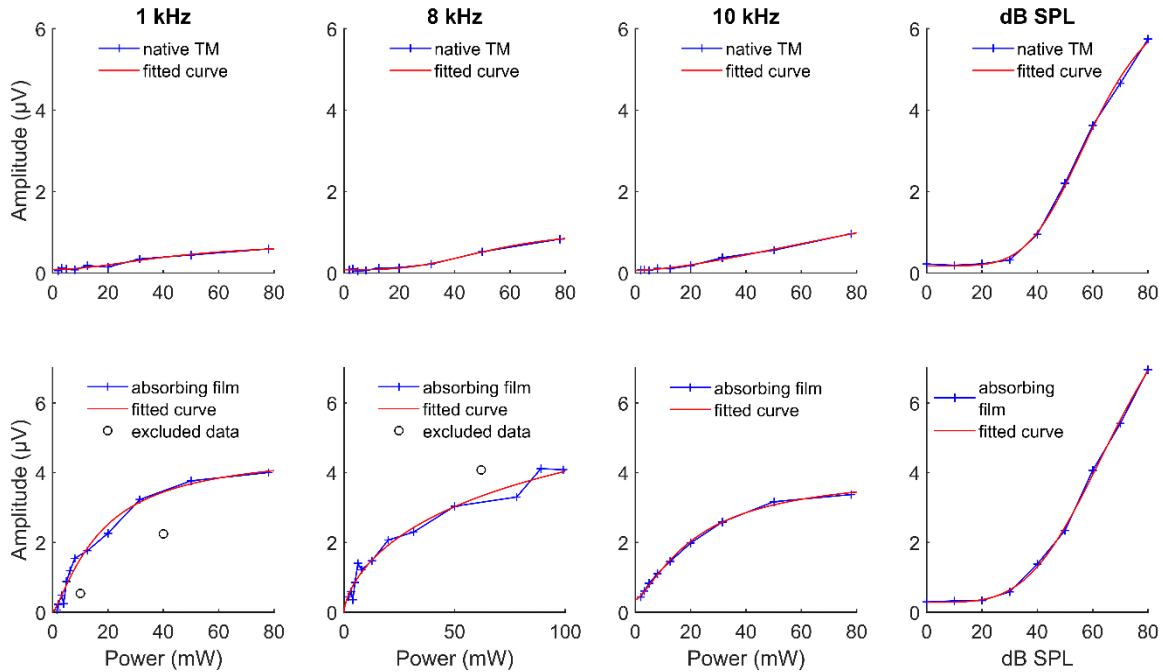 1 kHz
8 kHz
10 kHz
dB SPL
Amplitude (µV)
6
4
2
0
native TM
fitted curve
0 20 40 60 80
6
4
2
0
native TM
fitted curve
0 20 40 60 80
6
4
2
0
native TM
fitted curve
0 20 40 60 80
6
4
2
0
native TM
fitted curve
0 20 40 60 80
Amplitude (µV)
6
4
2
0
absorbing film
fitted curve
excluded data
0 20 40 60 80
Power (mW)
6
4
2
0
absorbing film
fitted curve
excluded data
0 50 100
Power (mW)
6
4
2
0
absorbing film
fitted curve
0 20 40 60 80
Power (mW)
6
4
2
0
absorbing
film
fitted curve
0 20 40 60 80
dB SPL